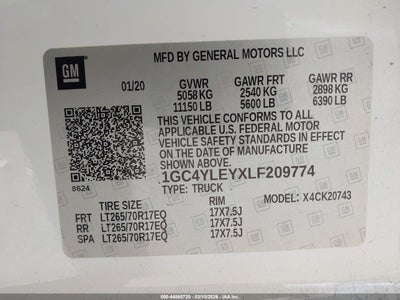 MFD BY GENERAL MOTORS LLC
GM
01/20 GVWR GAWR FRT GAWR RR
5058 KG 2540 KG 2898 KG
11150 LB 5600 LB 6390 LB
THIS VEHICLE CONFORMS TO ALL
APPLICABLE U.S. FEDERAL MOTOR
VEHICLE SAFETY STANDARDS IN
EFFECT ON THE DATE OF MANUFACTURE
SHOWN ABOVE.
1GC4YLEYXLF209774
TYPE: TRUCK
8624
MODEL: X4CK20743
TIRE SIZE RIM
FRT LT265/70R17EQ 17X7.5J
RR LT265/70R17EQ 17X7.5J
SPA LT265/70R17EQ 17X7.5J